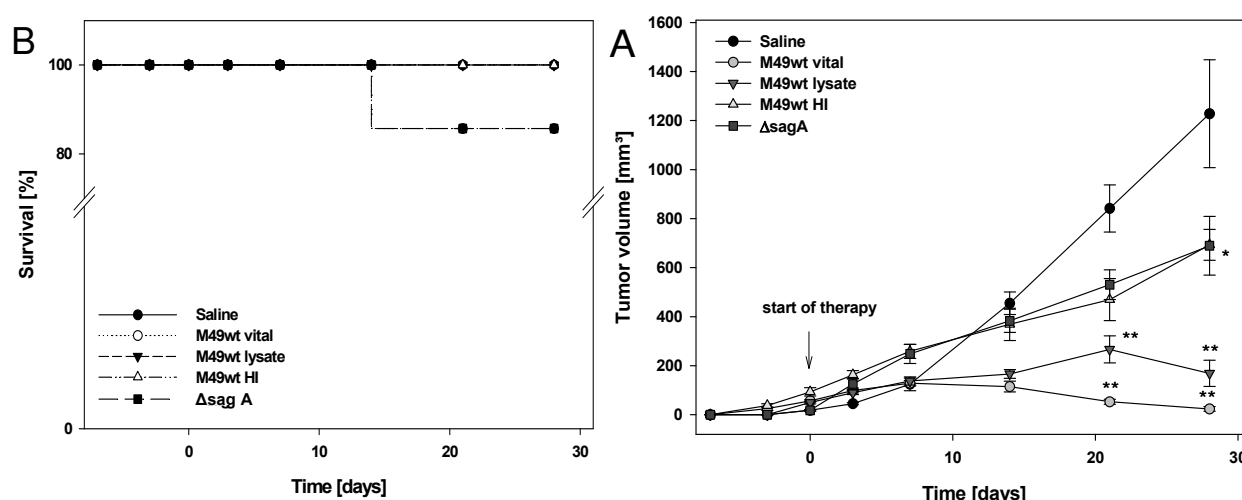 B
Survival [%]
100
80
0
Saline
M49wt vital
M49wt lysate
M49wt HI
Δsag A
0
10
20
30
Time [days]
A
Tumor volume [mm³]
1600
1400
1200
1000
800
600
400
200
0
Saline
M49wt vital
M49wt lysate
M49wt HI
ΔsagA
start of therapy
*
**
**
**
**
0
10
20
30
Time [days]